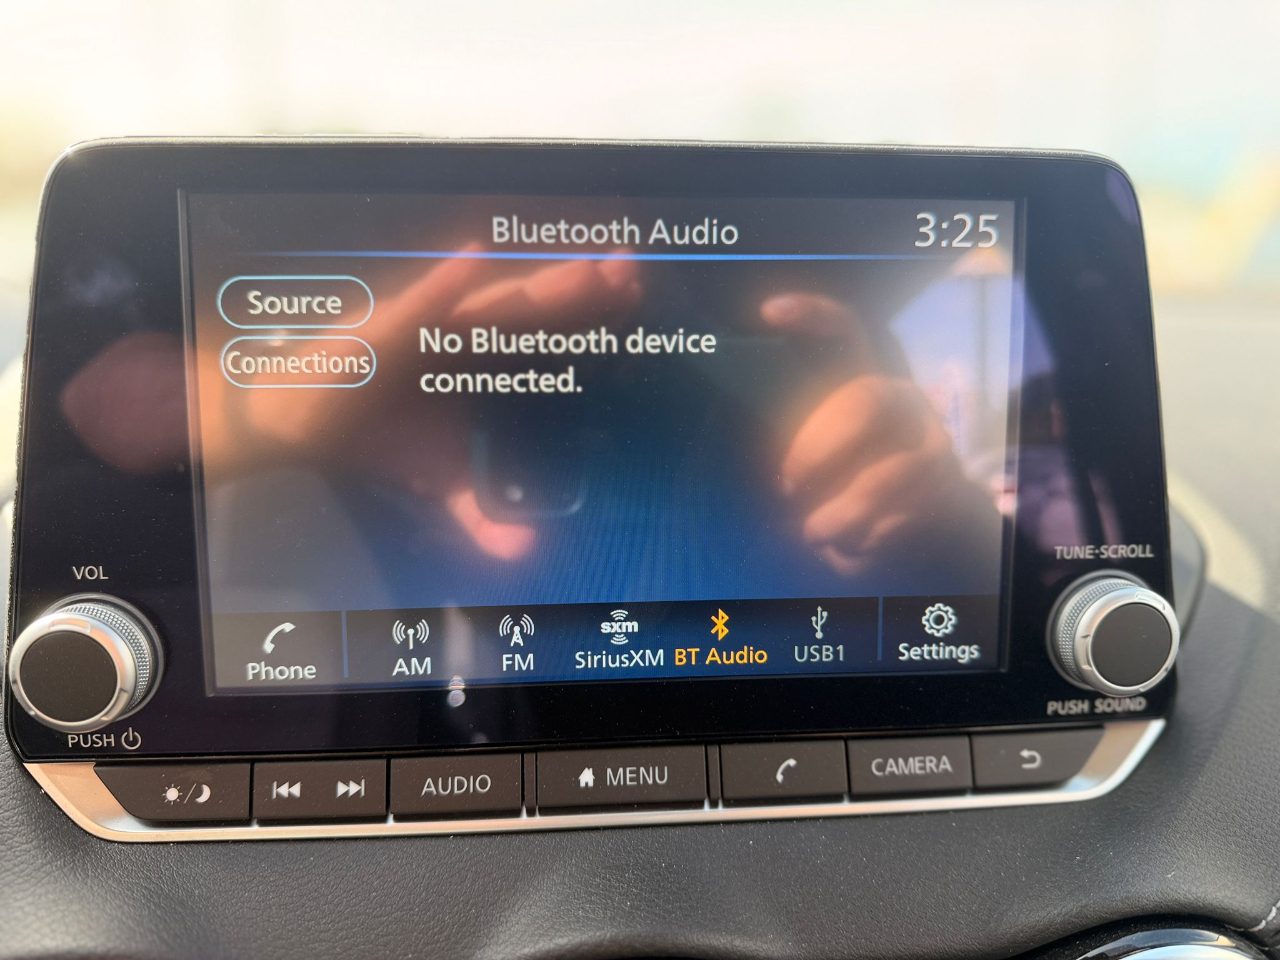 Bluetooth Audio
3:25
Source
Connections
No Bluetooth device
connected.
VOL
TUNE·SCROLL
Phone
AM
FM
sxm
SiriusXM
BT Audio
USB1
Settings
PUSH
PUSH SOUND
AUDIO
MENU
CAMERA